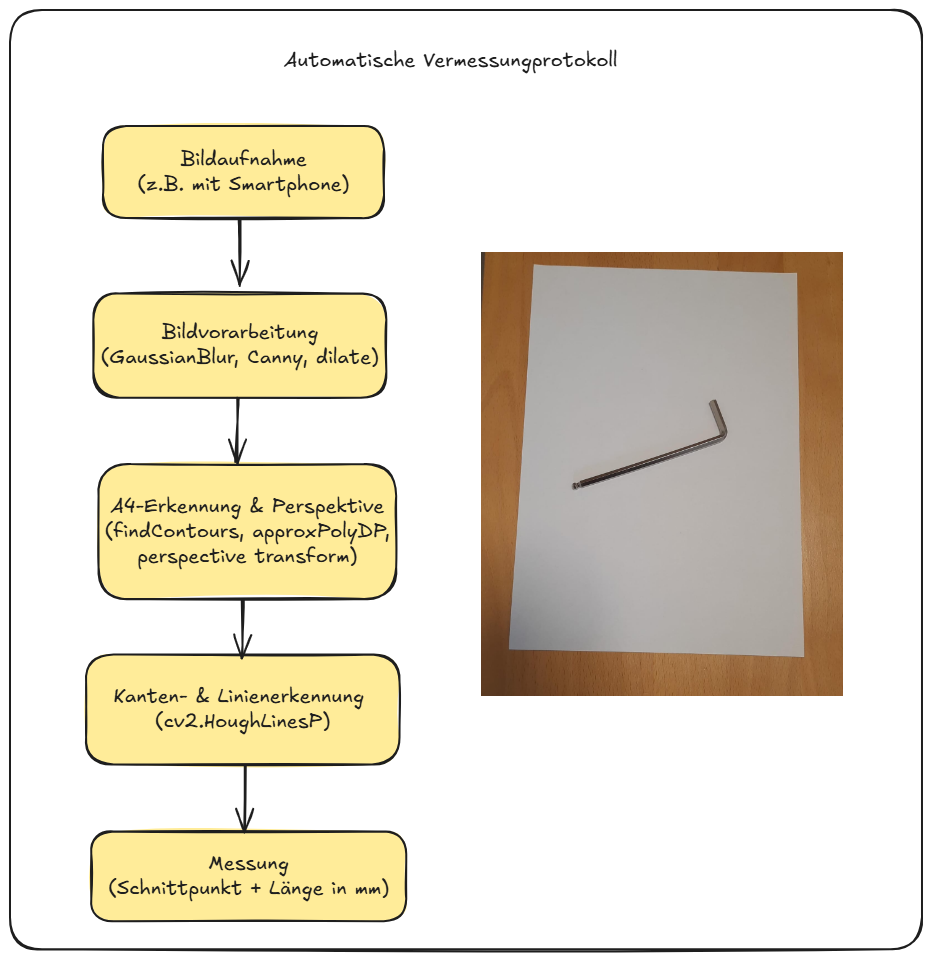 Automatische Vermessungprotokoll
Bildaufnahme
(z.B. mit Smartphone)
Bildvorarbeitung
(GaussianBlur, Canny, dilate)
A4-Erkennung & Perspektive
(findContours, approxPolyDP,
perspective transform)
Kanten- & Linienerkennung
(cv2.HoughLinesP)
Messung
(Schnittpunkt + Länge in mm)